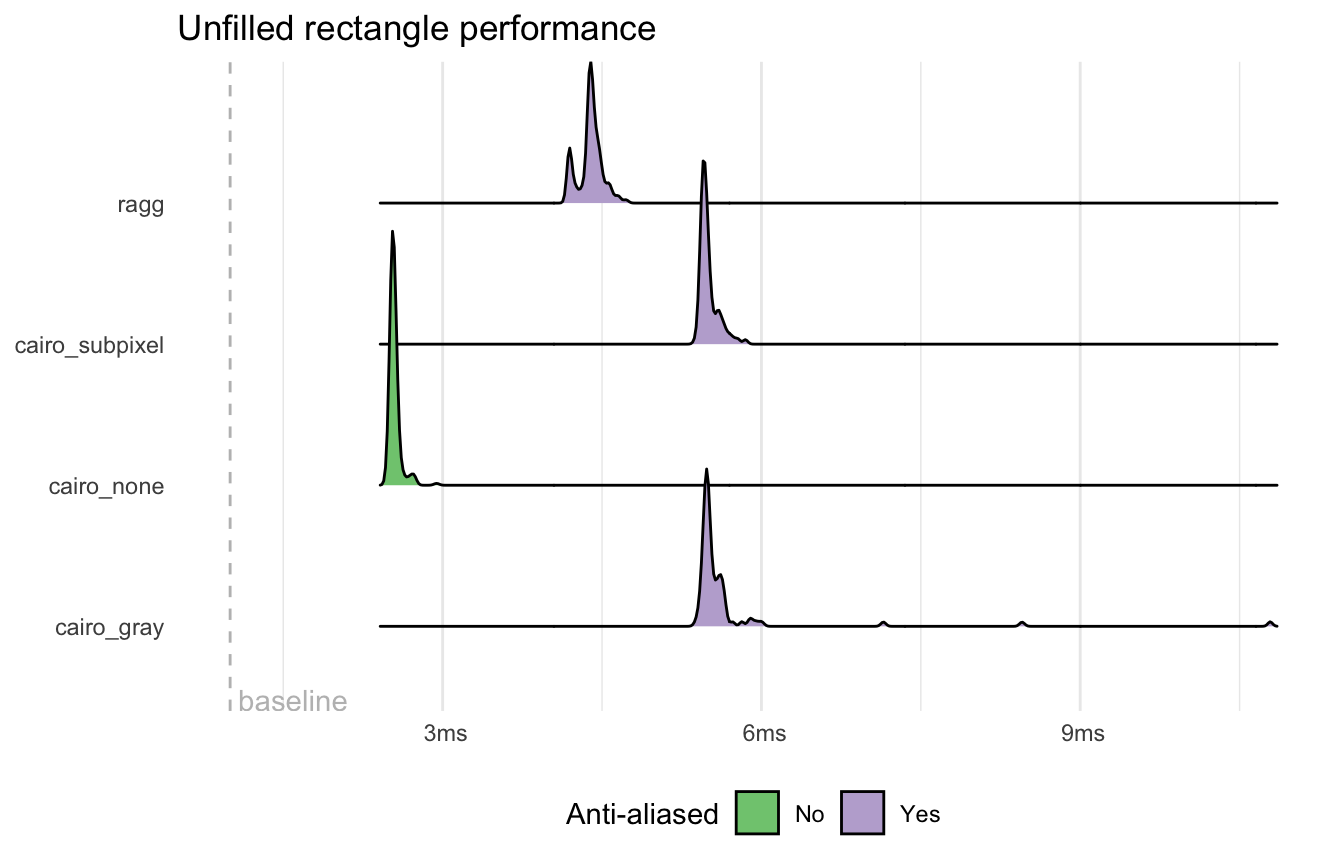 Unfilled rectangle performance
ragg
cairo_subpixel
cairo_none
cairo_gray
baseline
3ms 6ms 9ms
Anti-aliased No Yes